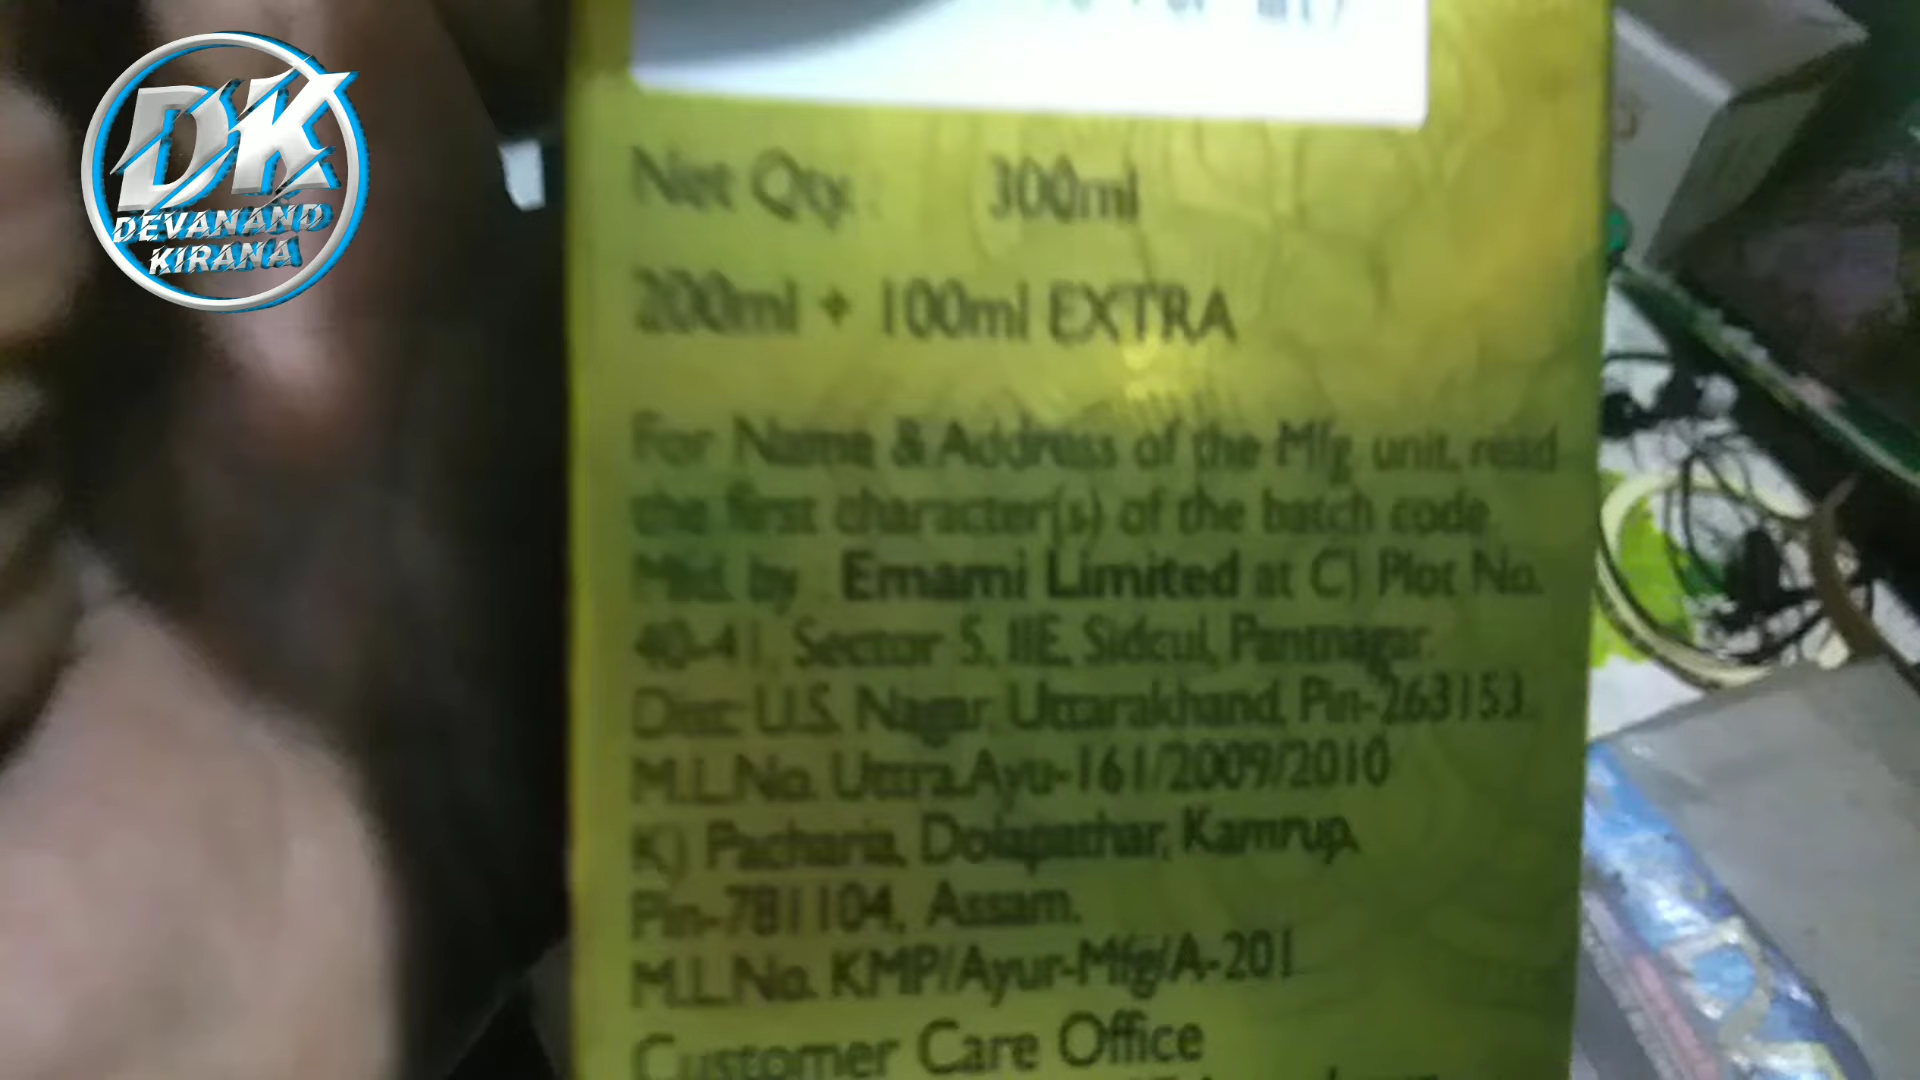 DK
DEVANAND
KIRANA
Net Qty. 300ml
200ml + 100ml EXTRA
For Name & Address of the Mfg. unit, read
the first character(s) of the batch code.
Mfd. by : Emami Limited at C) Plot No.
40-41, Sector 5, IIE, Sidcul, Pantnagar,
Dist: U.S. Nagar, Uttarakhand, Pin-263153.
M.L.No. Uttra.Ayu-161/2009/2010
K) Pacharia, Dolapathar, Kamrup,
Pin-781104, Assam.
M.L.No. KMP/Ayur-Mfg/A-201
Customer Care Office